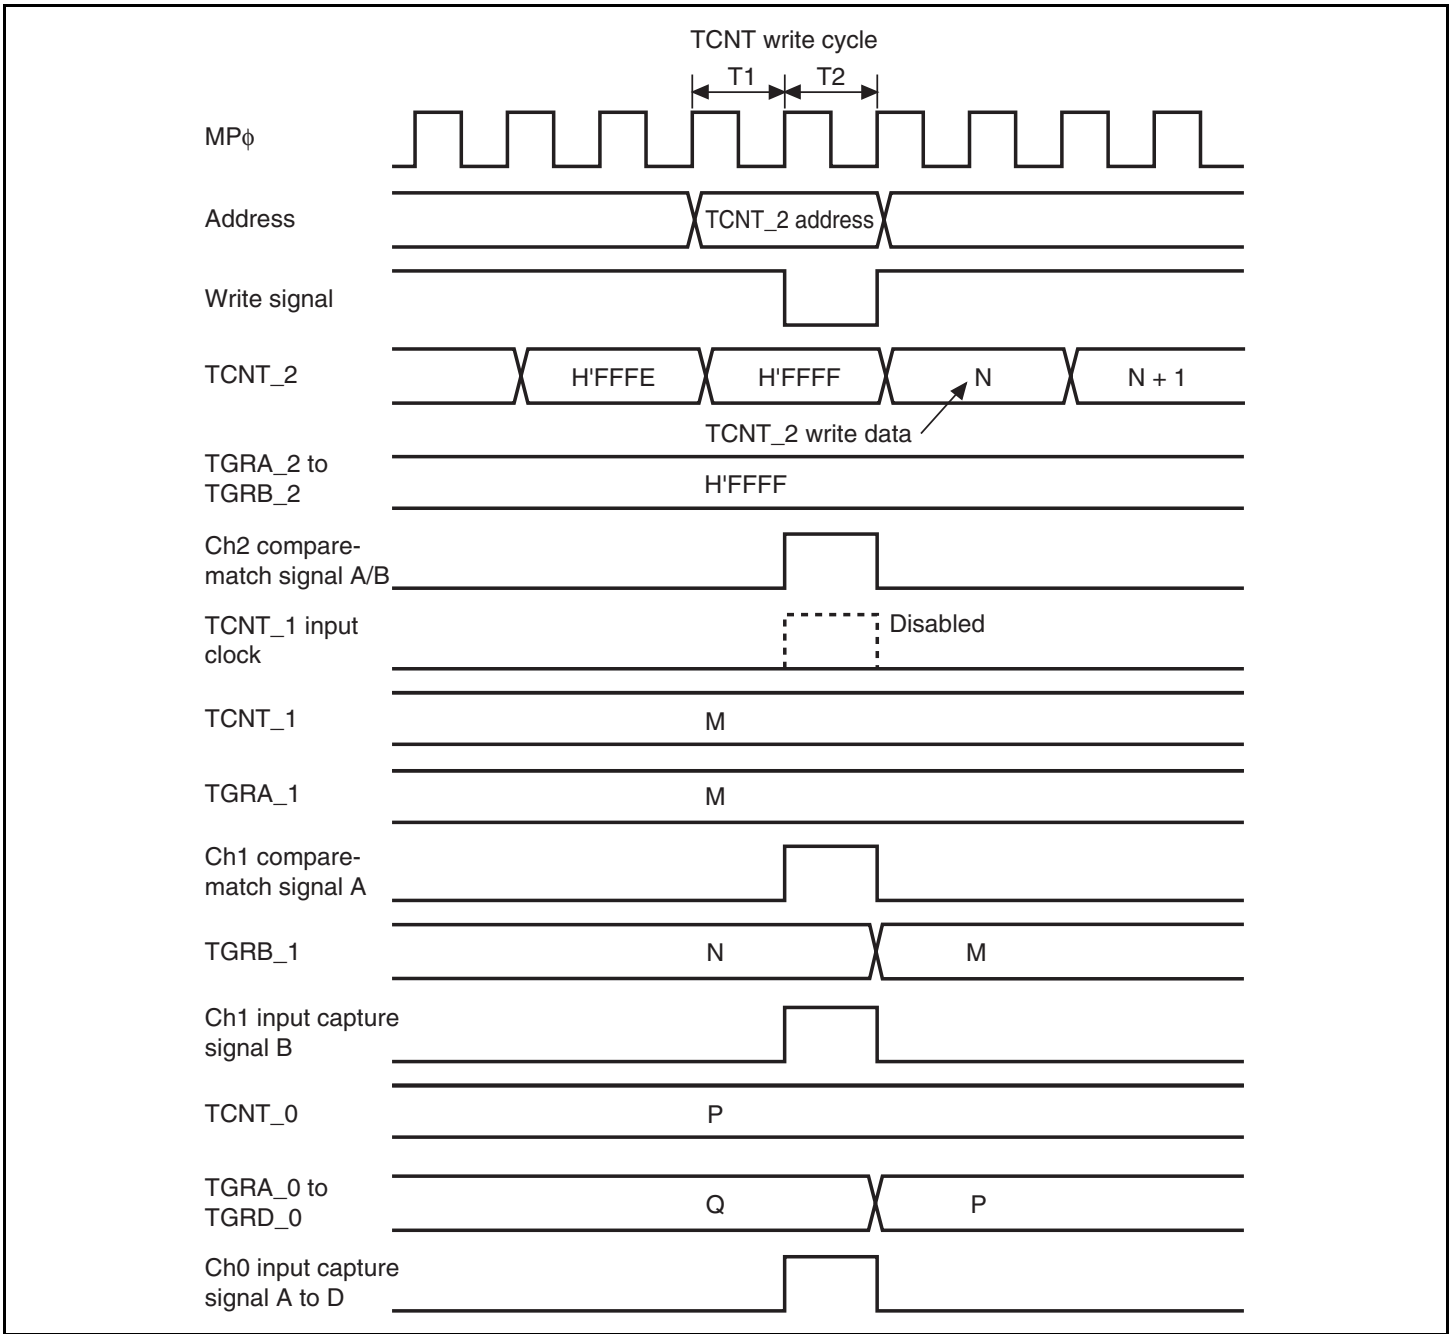 TCNT write cycle
T1 T2
MPϕ
Address TCNT_2 address
Write signal
TCNT_2 H'FFFE H'FFFF N N + 1
TCNT_2 write data
TGRA_2 to
TGRB_2 H'FFFF
Ch2 compare-
match signal A/B
TCNT_1 input Disabled
clock
TCNT_1 M
TGRA_1 M
Ch1 compare-
match signal A
TGRB_1 N M
Ch1 input capture
signal B
TCNT_0 P
TGRA_0 to
TGRD_0 Q P
Ch0 input capture
signal A to D